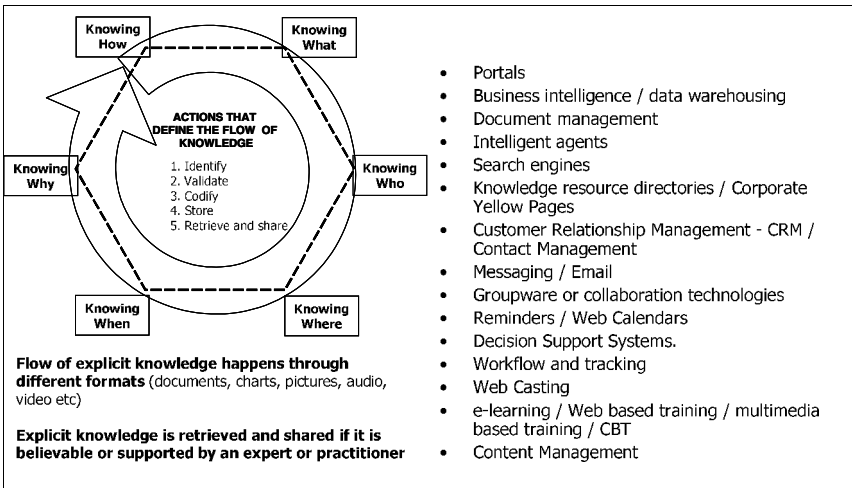 Knowing
How
Knowing
What
ACTIONS THAT
DEFINE THE FLOW OF
KNOWLEDGE
1. Identify
2. Validate
3. Codify
4. Store
5. Retrieve and share
Knowing
Why
Knowing
Who
Knowing
When
Knowing
Where
Flow of explicit knowledge happens through
different formats (documents, charts, pictures, audio,
video etc)
Explicit knowledge is retrieved and shared if it is
believable or supported by an expert or practitioner
• Portals
• Business intelligence / data warehousing
• Document management
• Intelligent agents
• Search engines
• Knowledge resource directories / Corporate
Yellow Pages
• Customer Relationship Management - CRM /
Contact Management
• Messaging / Email
• Groupware or collaboration technologies
• Reminders / Web Calendars
• Decision Support Systems.
• Workflow and tracking
• Web Casting
• e-learning / Web based training / multimedia
based training / CBT
• Content Management